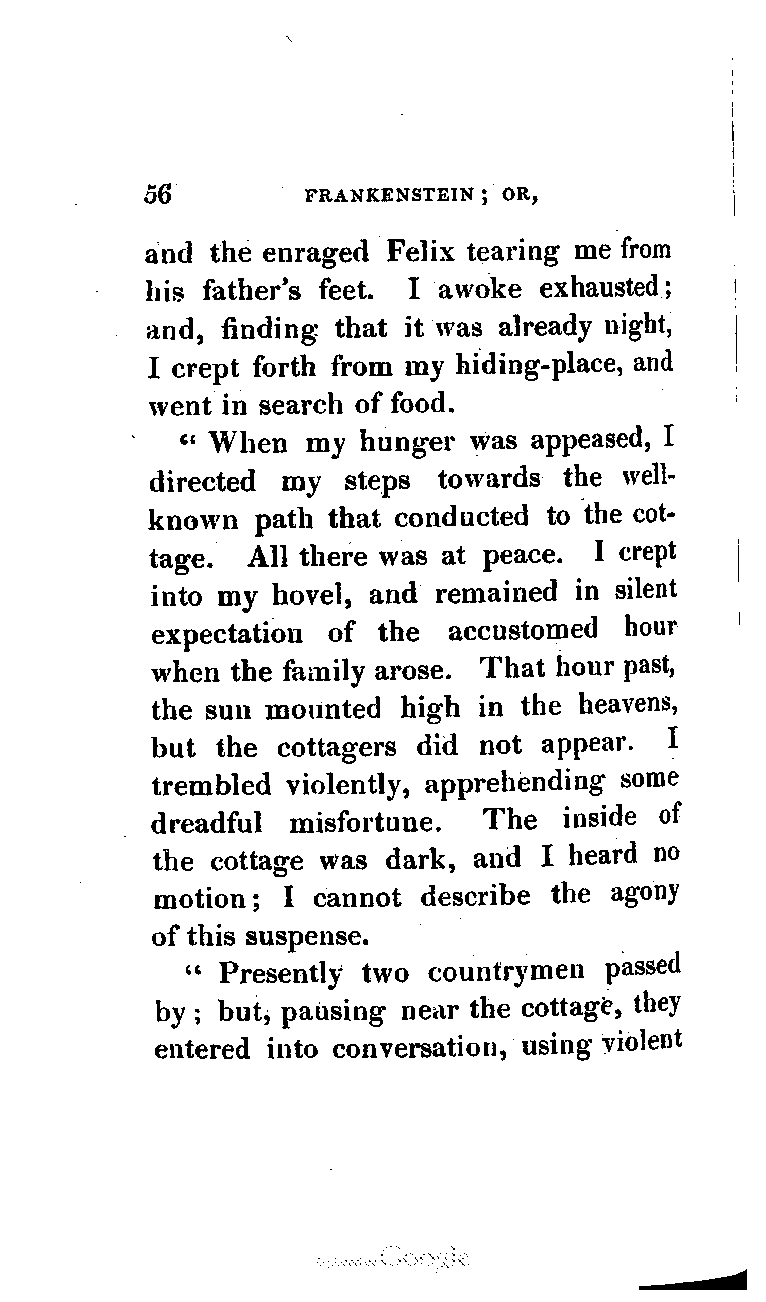 56 FRANKENSTEIN; OR,
and the enraged Felix tearing me from
his father's feet. I awoke exhausted;
and, finding that it was already night,
I crept forth from my hiding-place, and
went in search of food.
“ When my hunger was appeased, I
directed my steps towards the well-
known path that conducted to the cot-
tage. All there was at peace. I crept
into my hovel, and remained in silent
expectation of the accustomed hour
when the family arose. That hour past,
the sun mounted high in the heavens,
but the cottagers did not appear. I
trembled violently, apprehending some
dreadful misfortune. The inside of
the cottage was dark, and I heard no
motion; I cannot describe the agony
of this suspense.
“ Presently two countrymen passed
by; but, pausing near the cottage, they
entered into conversation, using violent
Google